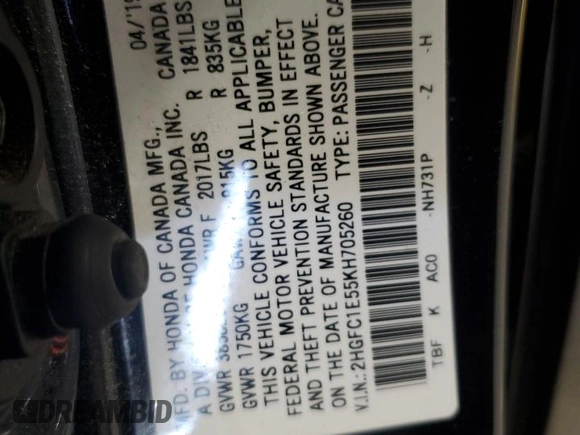 MFD. BY HONDA OF CANADA MFG., CANADA 04/'19
A DIV OF HONDA CANADA INC.
2017LBS R 1841LBS
GVWR 1750KG R 835KG
THIS VEHICLE CONFORMS TO ALL APPLICABLE
FEDERAL MOTOR VEHICLE SAFETY, BUMPER,
AND THEFT PREVENTION STANDARDS IN EFFECT
ON THE DATE OF MANUFACTURE SHOWN ABOVE.
V.I.N.:2HGFC1E55KH705260 TYPE:PASSENGER
TBF K AC0 -NH731P -Z -H
DREAMBID